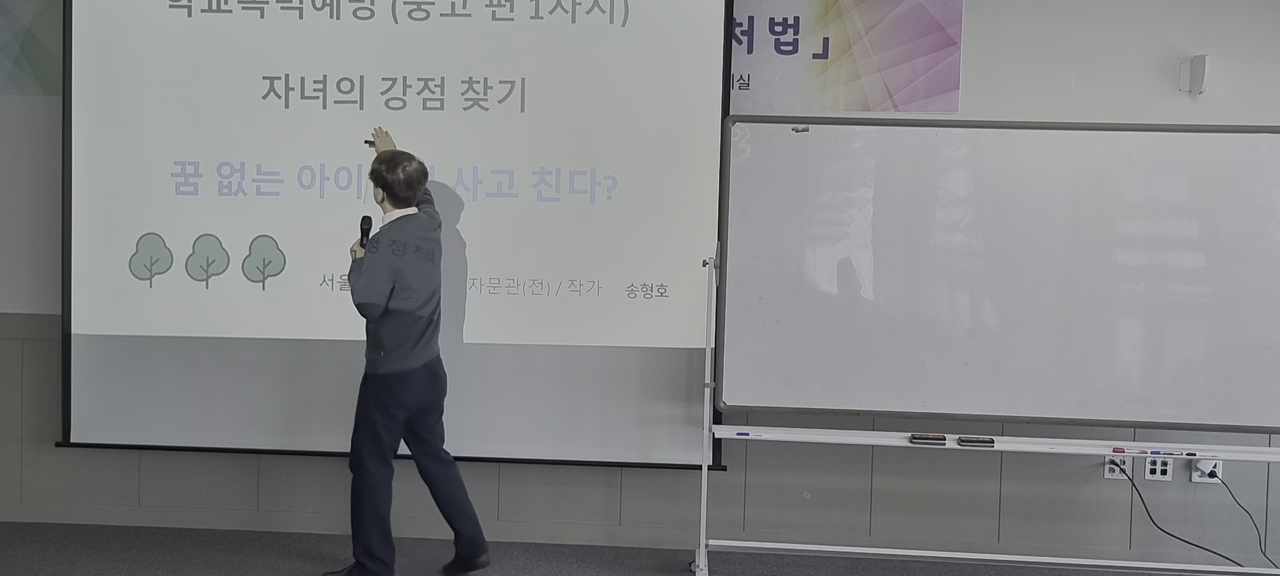 학교폭력예방 (중고 편 1차시)
자녀의 강점 찾기
꿈 없는 아이 사고 친다?
서울 자문관(전) / 작가 송형호
처 법」
실